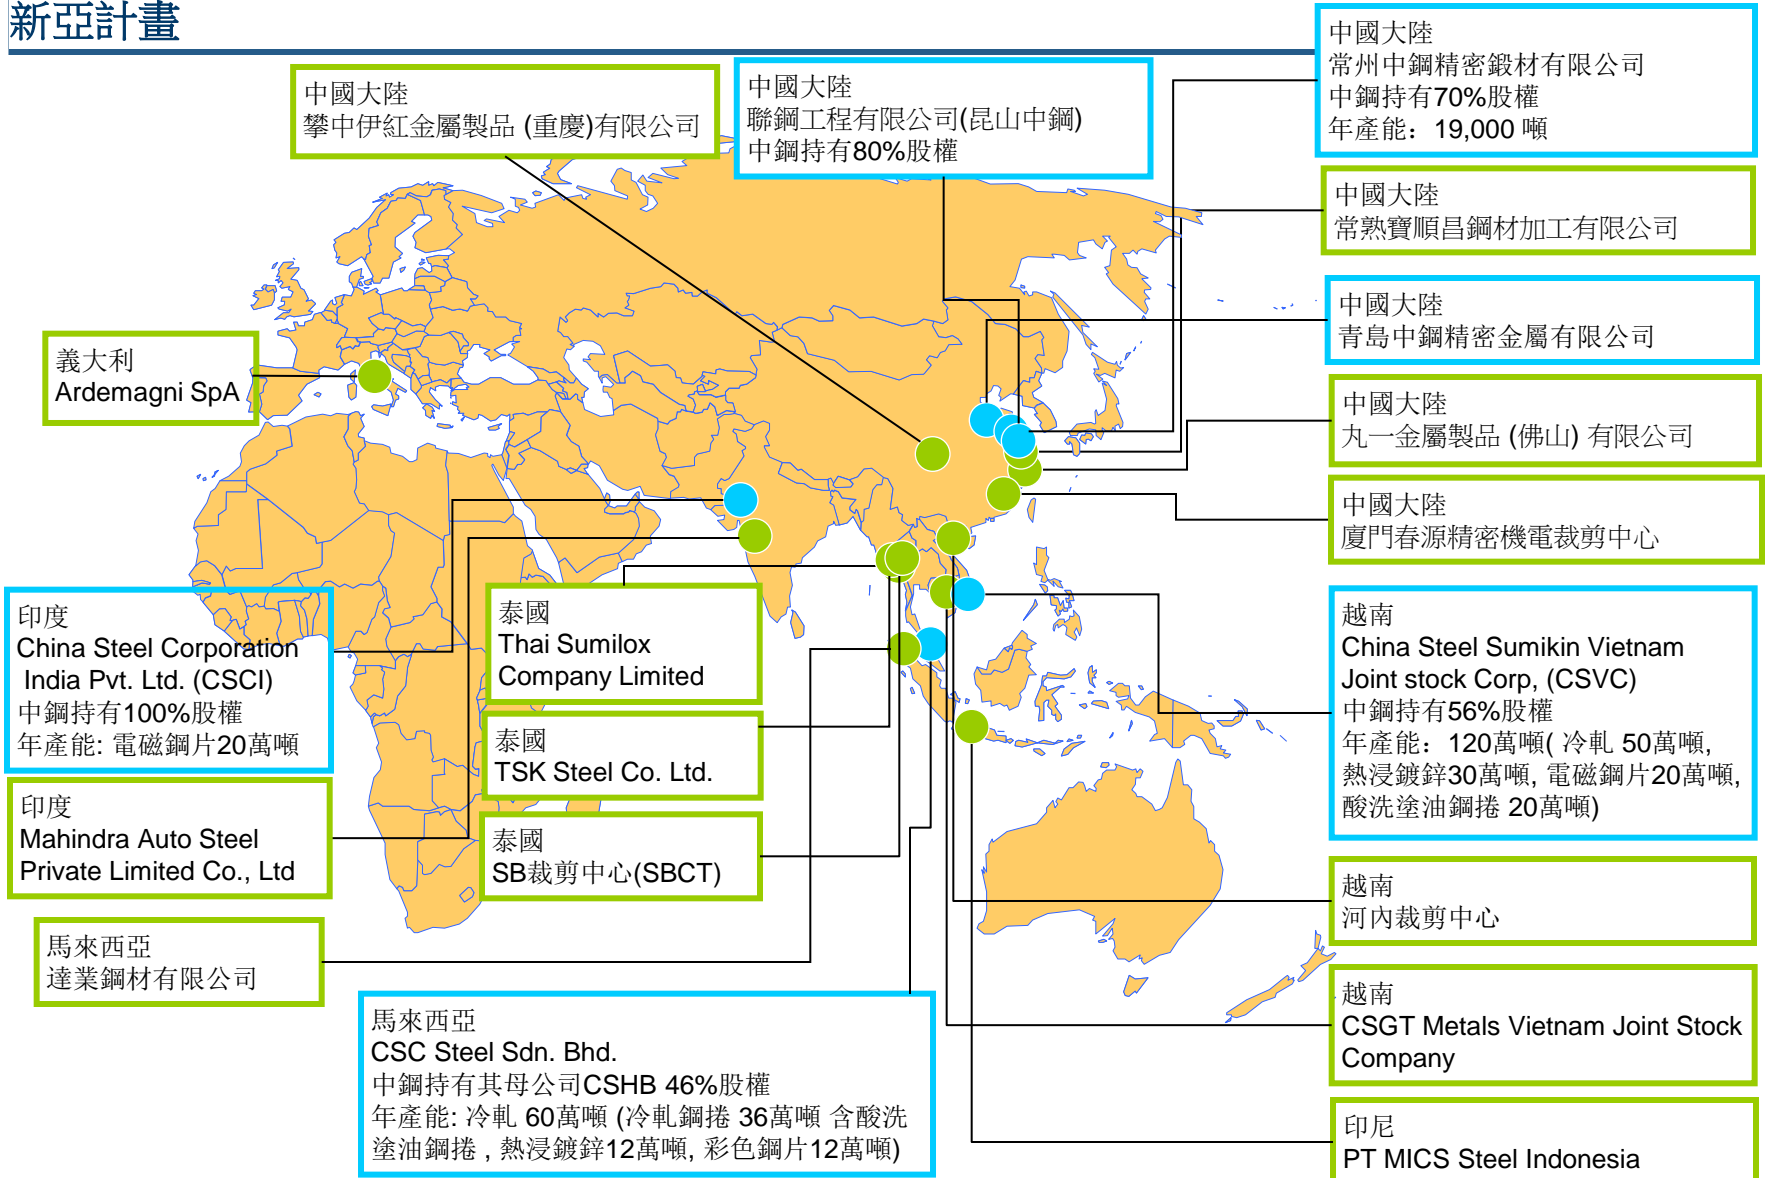 新亞計畫
中國大陸
攀中伊紅金屬製品 (重慶)有限公司
中國大陸
聯鋼工程有限公司(昆山中鋼)
中鋼持有80%股權
中國大陸
常州中鋼精密鍛材有限公司
中鋼持有70%股權
年產能：19,000 噸
中國大陸
常熟寶順昌鋼材加工有限公司
中國大陸
青島中鋼精密金屬有限公司
義大利
Ardemagni SpA
中國大陸
丸一金屬製品 (佛山) 有限公司
中國大陸
廈門春源精密機電裁剪中心
印度
China Steel Corporation
India Pvt. Ltd. (CSCI)
中鋼持有100%股權
年產能: 電磁鋼片20萬噸
泰國
Thai Sumilox
Company Limited
越南
China Steel Sumikin Vietnam
Joint stock Corp, (CSVC)
中鋼持有56%股權
年產能：120萬噸( 冷軋 50萬噸,
熱浸鍍鋅30萬噸, 電磁鋼片20萬噸,
酸洗塗油鋼捲 20萬噸)
泰國
TSK Steel Co. Ltd.
印度
Mahindra Auto Steel
Private Limited Co., Ltd
泰國
SB裁剪中心(SBCT)
越南
河內裁剪中心
馬來西亞
達業鋼材有限公司
越南
CSGT Metals Vietnam Joint Stock
Company
馬來西亞
CSC Steel Sdn. Bhd.
中鋼持有其母公司CSHB 46%股權
年產能: 冷軋 60萬噸 (冷軋鋼捲 36萬噸 含酸洗
塗油鋼捲 , 熱浸鍍鋅12萬噸, 彩色鋼片12萬噸)
印尼
PT MICS Steel Indonesia